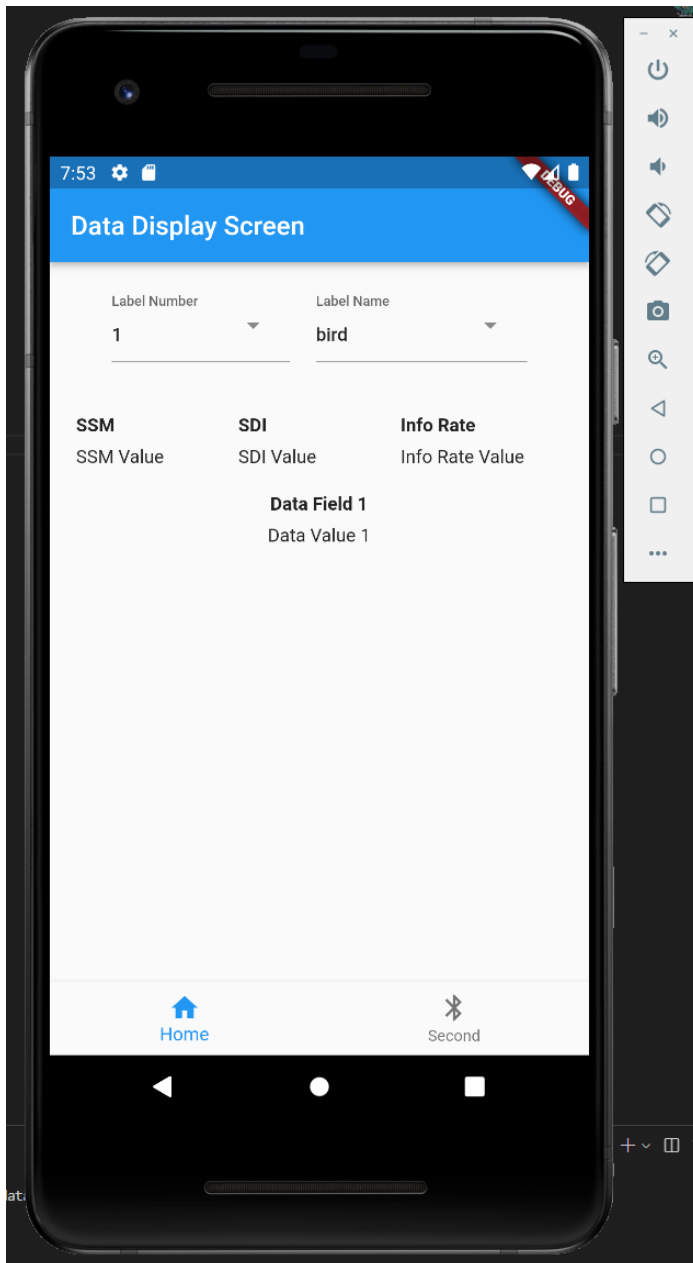 7:53
DEBUG
Data Display Screen
Label Number Label Name
1 bird
SSM SDI Info Rate
SSM Value SDI Value Info Rate Value
Data Field 1
Data Value 1
Home Second